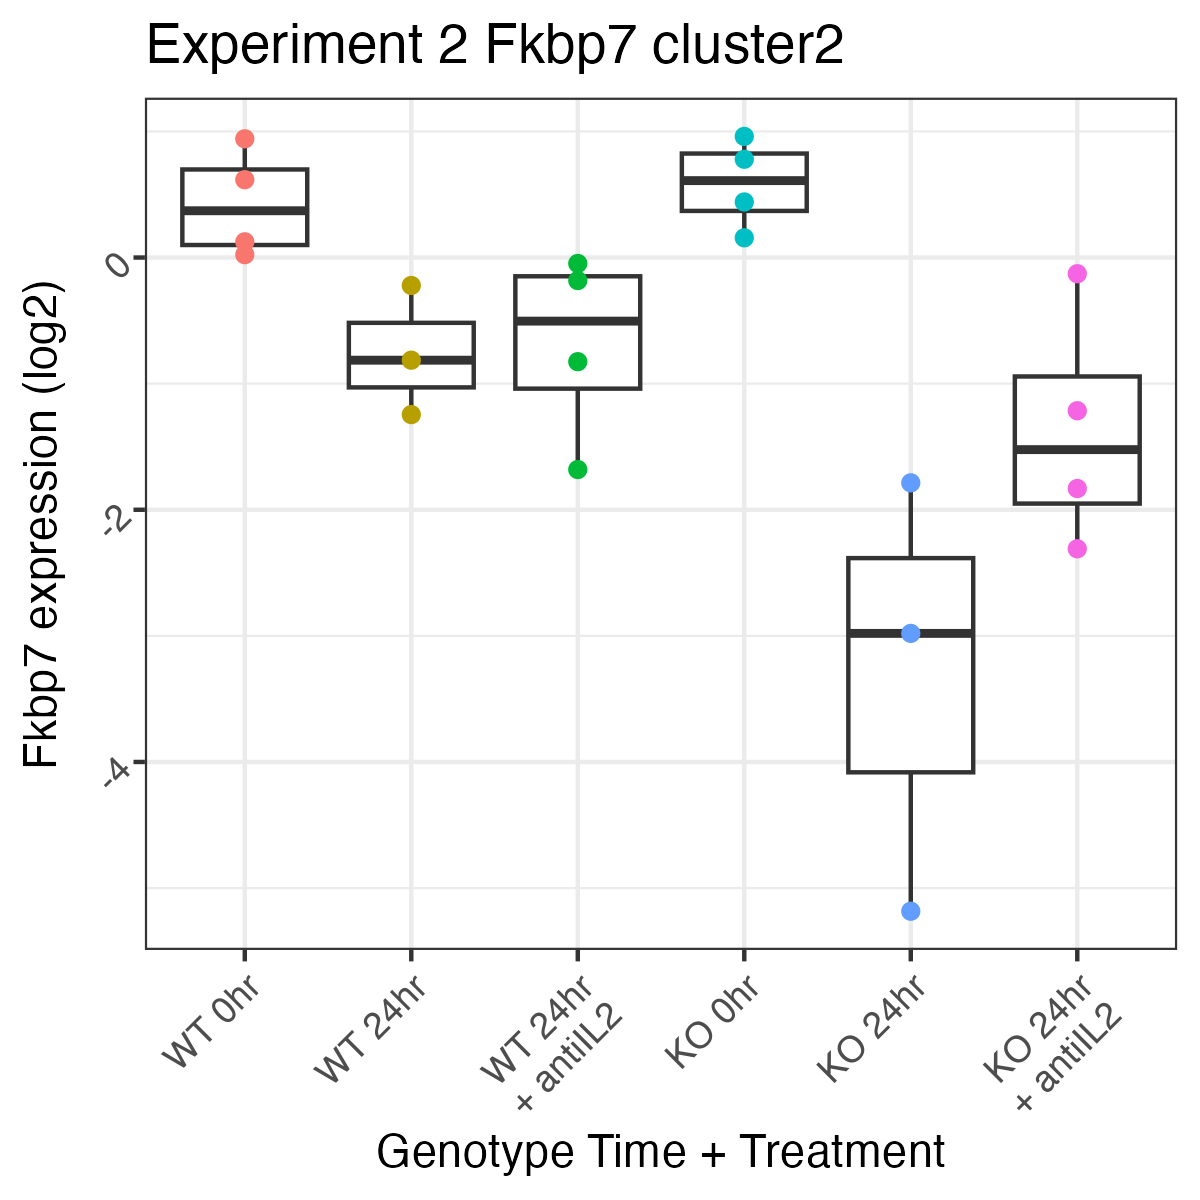 Experiment 2 Fkbp7 cluster2
Fkbp7 expression (log2)
0
-2
-4
WT 0hr
WT 24hr
WT 24hr
+ antiIL2
KO 0hr
KO 24hr
KO 24hr
+ antiIL2
Genotype Time + Treatment